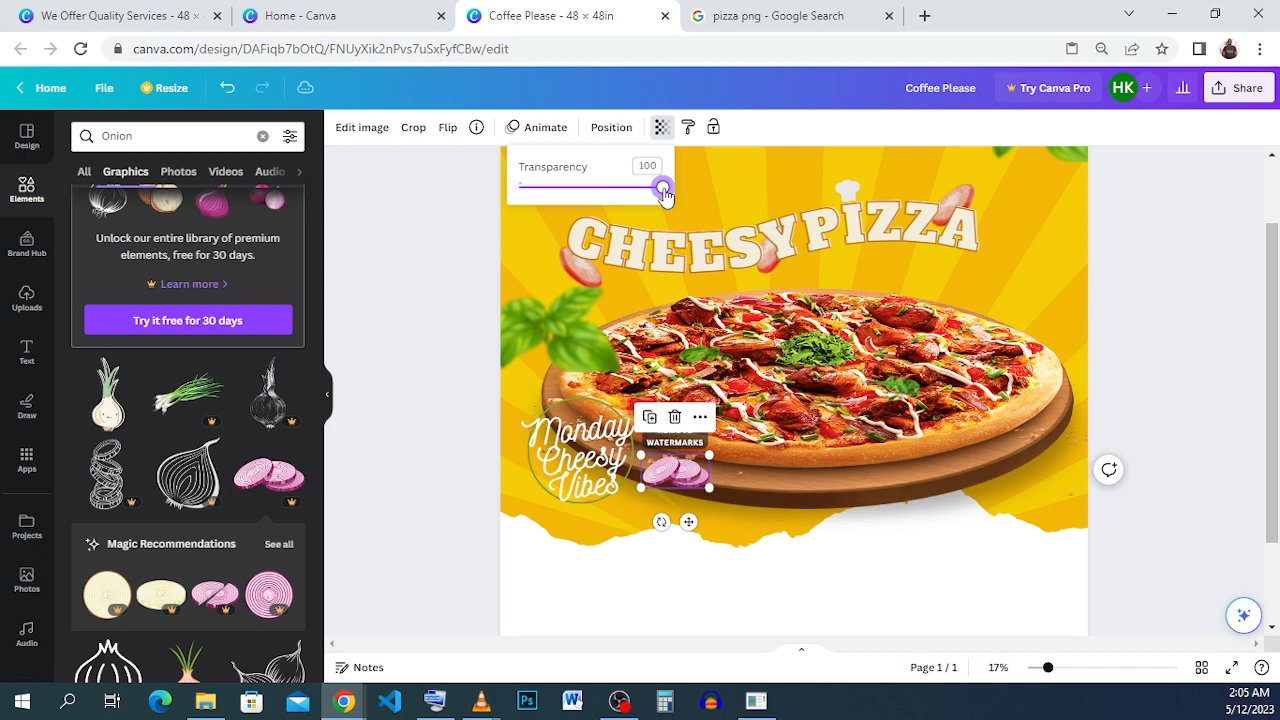 We Offer Quality Services - 48 ×
Home - Canva
Coffee Please - 48 × 48in
pizza png - Google Search
canva.com/design/DAFiqb7bOtQ/FNUyXik2nPvs7uSxFyfCBw/edit
Home
File
Resize
Coffee Please
Try Canva Pro
HK
Share
Design
Elements
Brand Hub
Uploads
Text
Draw
Apps
Projects
Photos
Audio
Onion
All Graphics Photos Videos Audio
Unlock our entire library of premium
elements, free for 30 days.
Learn more
Try it free for 30 days
Magic Recommendations
See all
Edit image
Crop
Flip
Animate
Position
Transparency
100
CHEESY PIZZA
Monday
Cheesy
Vibes
WATERMARKS
Notes
Page 1 / 1
17%
Ps
W
2:05 AM
5/12/2023